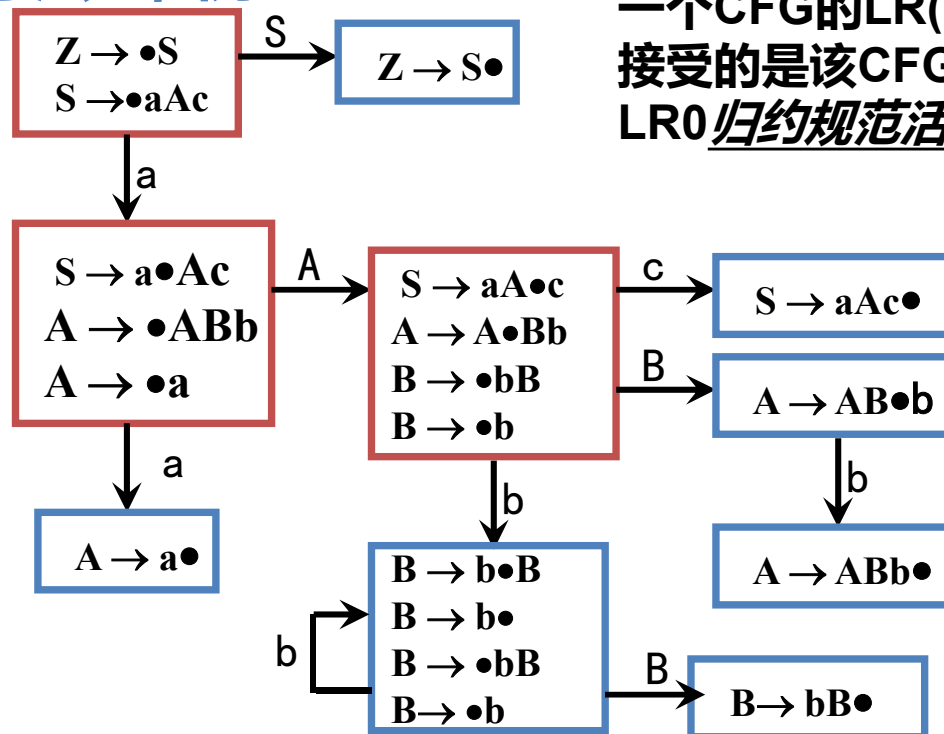 一个CFG的LR(
接受的是该CFG
LR0归约规范活
Z → •S
S → •aAc
S
Z → S•
a
S → a•Ac
A → •ABb
A → •a
A
S → aA•c
A → A•Bb
B → •bB
B → •b
c
S → aAc•
B
A → AB•b
a
b
b
A → a•
A → ABb•
B → b•B
B → b•
B → •bB
B→ •b
b
B
B→ bB•